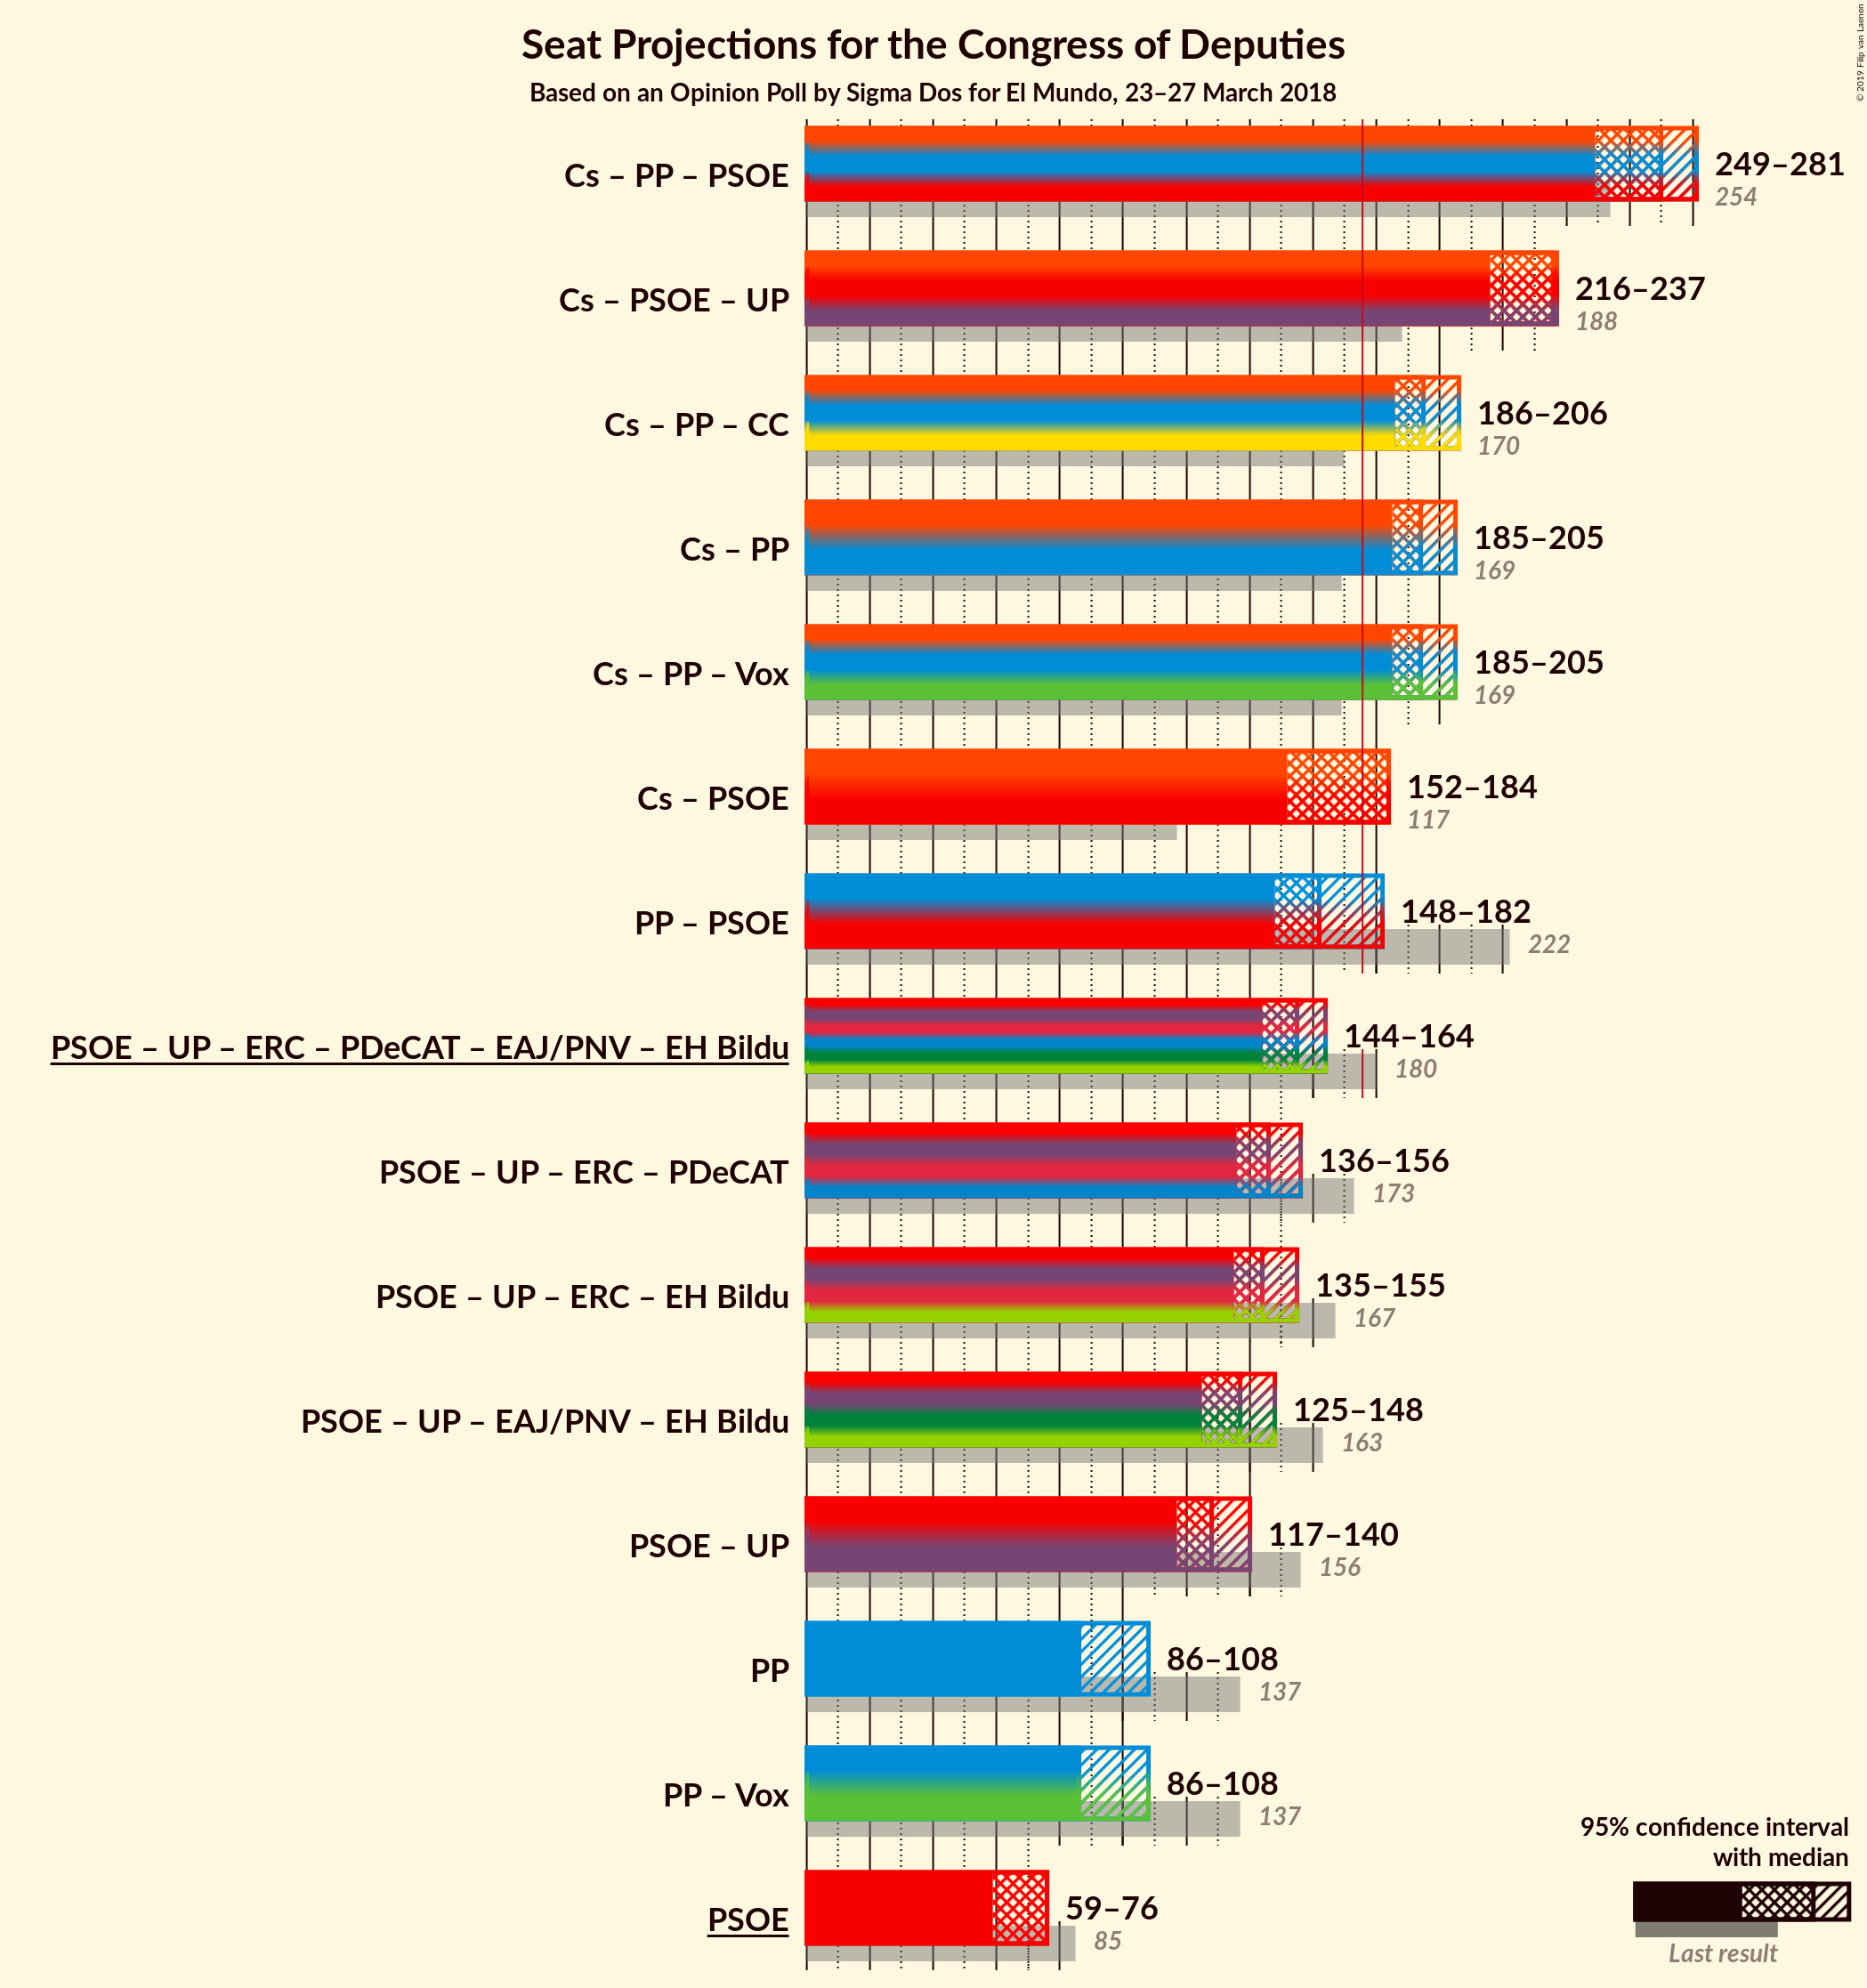 Seat Projections for the Congress of Deputies
Based on an Opinion Poll by Sigma Dos for El Mundo, 23–27 March 2018
© 2019 Filip van Laenen
Cs – PP – PSOE
249–281
254
Cs – PSOE – UP
216–237
188
Cs – PP – CC
186–206
170
Cs – PP
185–205
169
Cs – PP – Vox
185–205
169
Cs – PSOE
152–184
117
PP – PSOE
148–182
222
PSOE – UP – ERC – PDeCAT – EAJ/PNV – EH Bildu
144–164
180
PSOE – UP – ERC – PDeCAT
136–156
173
PSOE – UP – ERC – EH Bildu
135–155
167
PSOE – UP – EAJ/PNV – EH Bildu
125–148
163
PSOE – UP
117–140
156
PP
86–108
137
PP – Vox
86–108
137
PSOE
59–76
85
95% confidence interval
with median
Last result